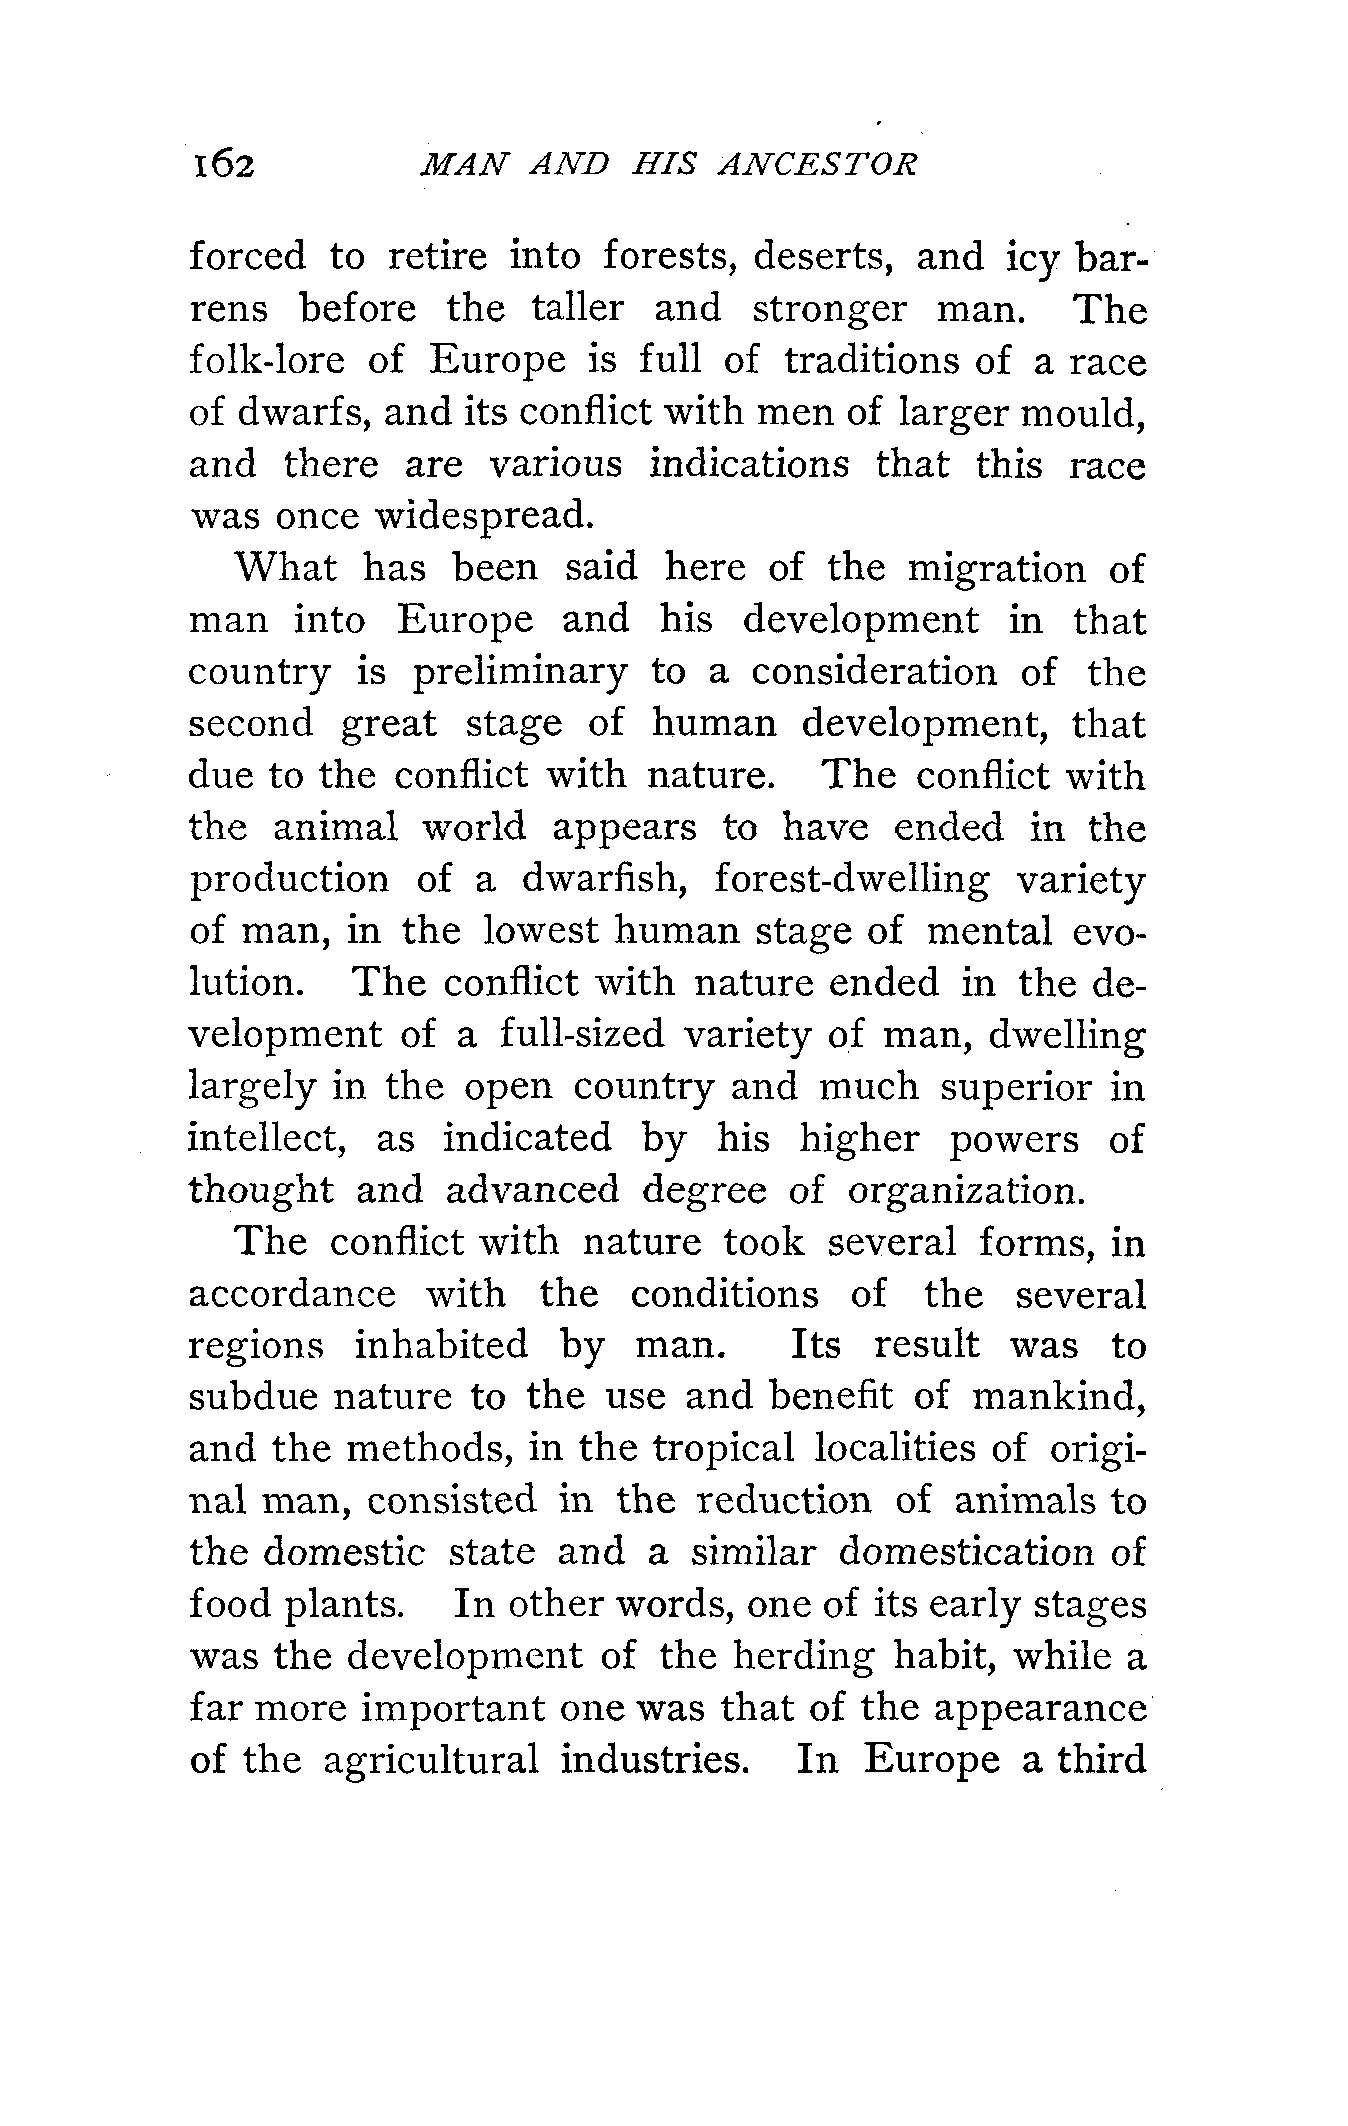 162 MAN AND HIS ANCESTOR
forced to retire into forests, deserts, and icy bar-
rens before the taller and stronger man. The
folk-lore of Europe is full of traditions of a race
of dwarfs, and its conflict with men of larger mould,
and there are various indications that this race
was once widespread.
What has been said here of the migration of
man into Europe and his development in that
country is preliminary to a consideration of the
second great stage of human development, that
due to the conflict with nature. The conflict with
the animal world appears to have ended in the
production of a dwarfish, forest-dwelling variety
of man, in the lowest human stage of mental evo-
lution. The conflict with nature ended in the de-
velopment of a full-sized variety of man, dwelling
largely in the open country and much superior in
intellect, as indicated by his higher powers of
thought and advanced degree of organization.
The conflict with nature took several forms, in
accordance with the conditions of the several
regions inhabited by man. Its result was to
subdue nature to the use and benefit of mankind,
and the methods, in the tropical localities of origi-
nal man, consisted in the reduction of animals to
the domestic state and a similar domestication of
food plants. In other words, one of its early stages
was the development of the herding habit, while a
far more important one was that of the appearance
of the agricultural industries. In Europe a third